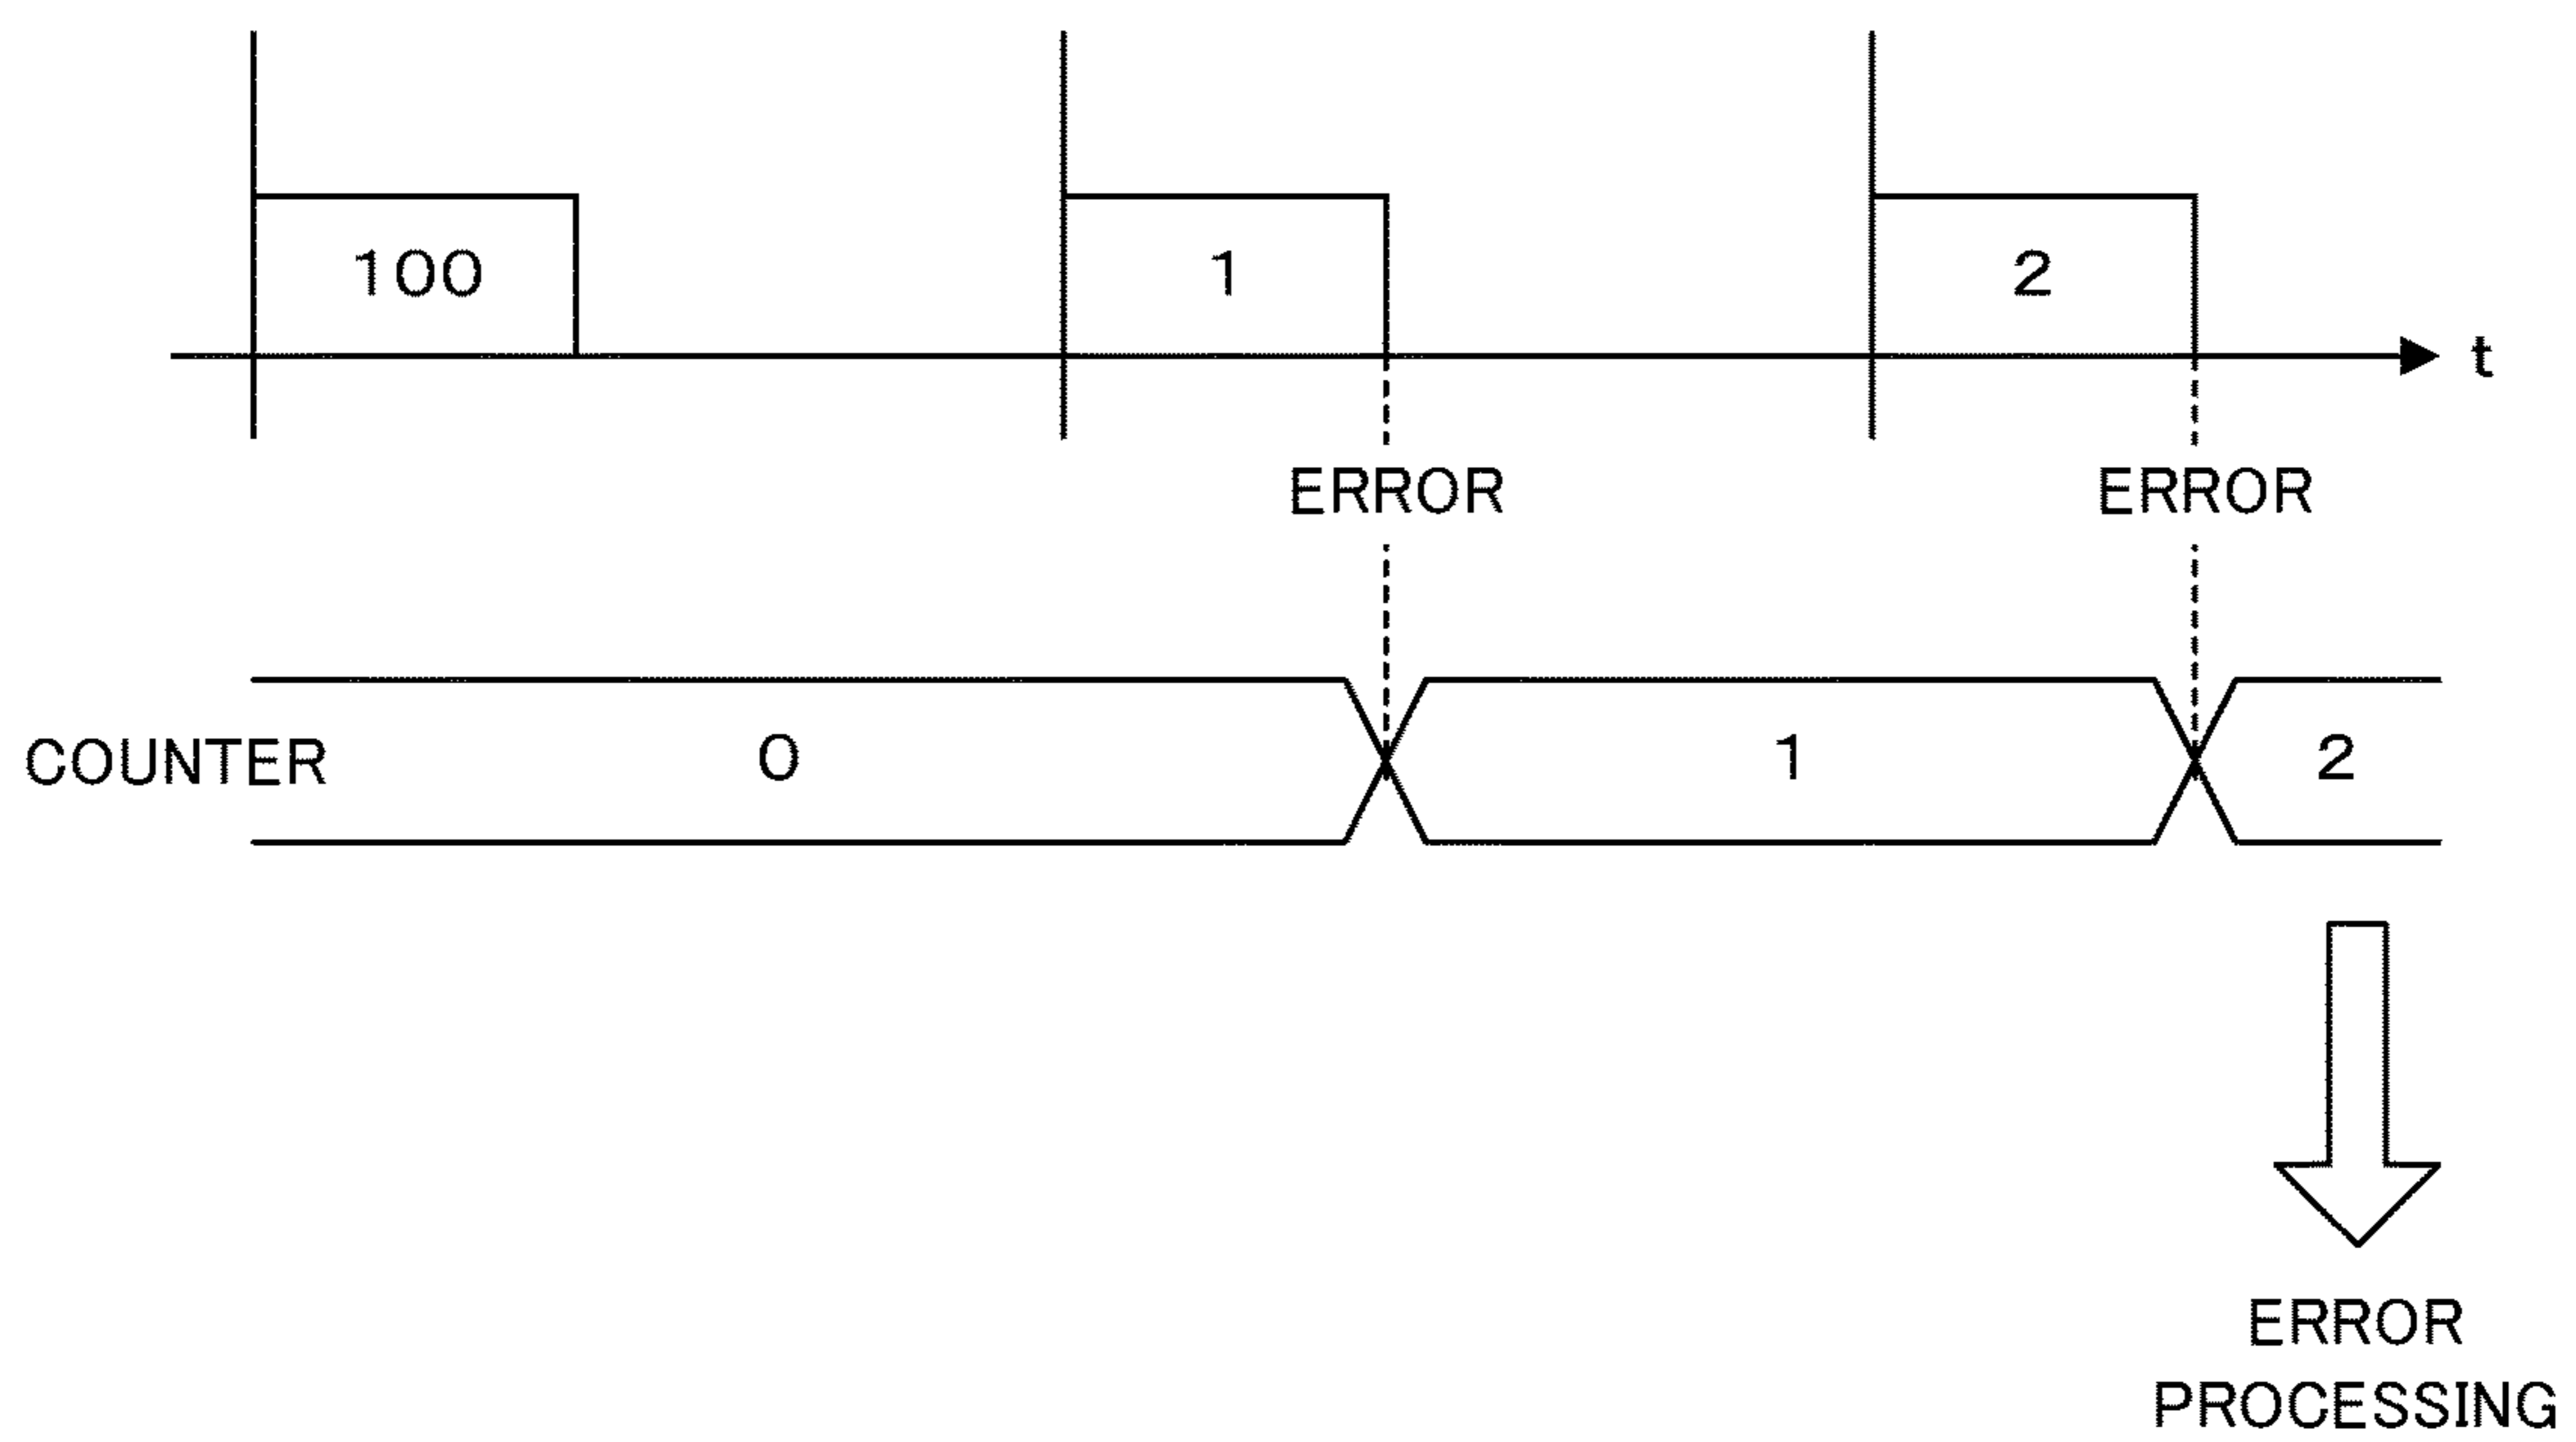 100 1 2
t
ERROR ERROR
COUNTER 0 1 2
ERROR
PROCESSING